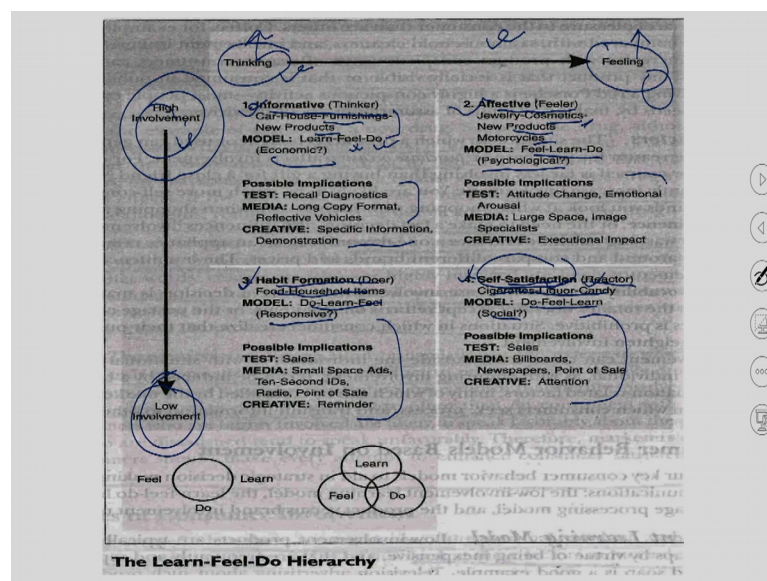 Thinking
Feeling
High
Involvement
1. Informative (Thinker)
Car-House-Furnishings-
New Products
MODEL: Learn-Feel-Do
(Economic?)
Possible Implications
TEST: Recall Diagnostics
MEDIA: Long Copy Format,
Reflective Vehicles
CREATIVE: Specific Information,
Demonstration
2. Affective (Feeler)
Jewelry-Cosmetics-
New Products
Motorcycles
MODEL: Feel-Learn-Do
(Psychological?)
Possible Implications
TEST: Attitude Change, Emotional
Arousal
MEDIA: Large Space, Image
Specialists
CREATIVE: Executional Impact
3. Habit Formation (Doer)
Food-Household Items
MODEL: Do-Learn-Feel
(Responsive?)
Possible Implications
TEST: Sales
MEDIA: Small Space Ads,
Ten-Second IDs,
Radio, Point of Sale
CREATIVE: Reminder
4. Self-Satisfaction (Reactor)
Cigarettes-Liquor-Candy
MODEL: Do-Feel-Learn
(Social?)
Possible Implications
TEST: Sales
MEDIA: Billboards,
Newspapers, Point of Sale
CREATIVE: Attention
Low
Involvement
Feel
Learn
Do
Learn
Feel
Do
The Learn-Feel-Do Hierarchy